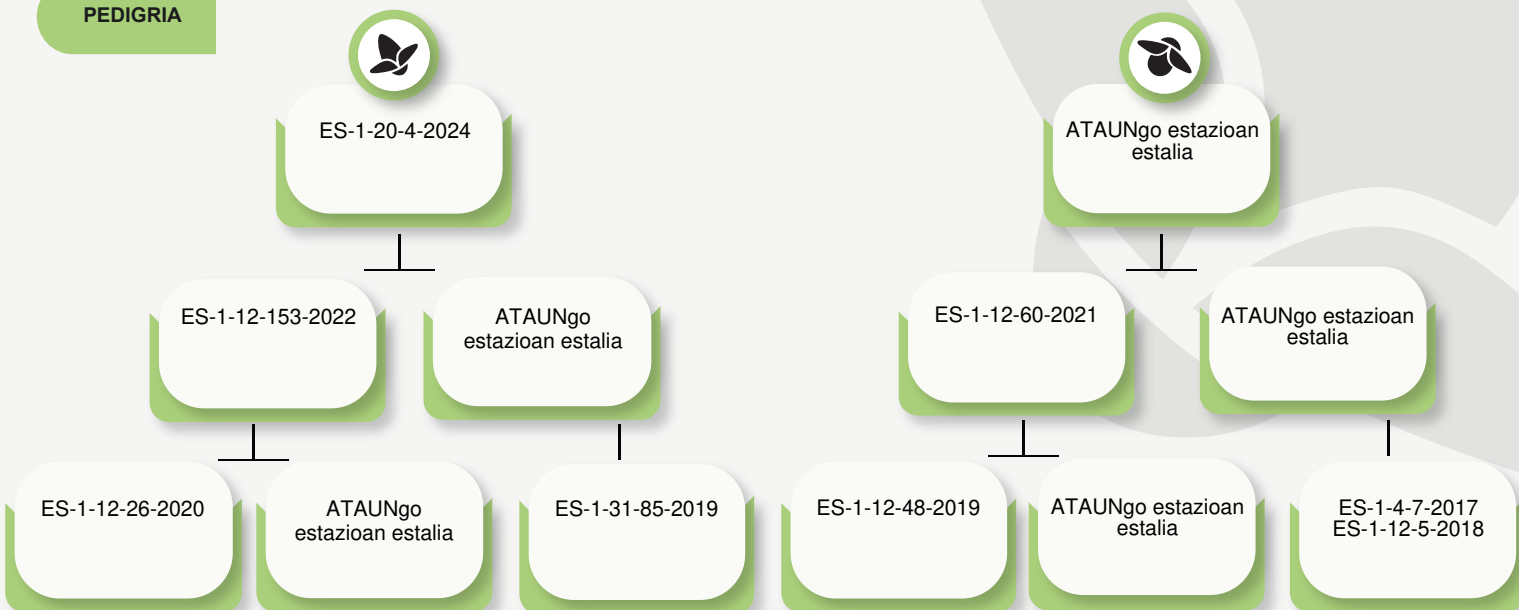 PEDIGRIA
ES-1-20-4-2024
ATAUNgo estazioan
estalia
ES-1-12-153-2022
ATAUNgo
estazioan estalia
ES-1-12-60-2021
ATAUNgo estazioan
estalia
ES-1-12-26-2020
ATAUNgo
estazioan estalia
ES-1-31-85-2019
ES-1-12-48-2019
ATAUNgo estazioan
estalia
ES-1-4-7-2017
ES-1-12-5-2018